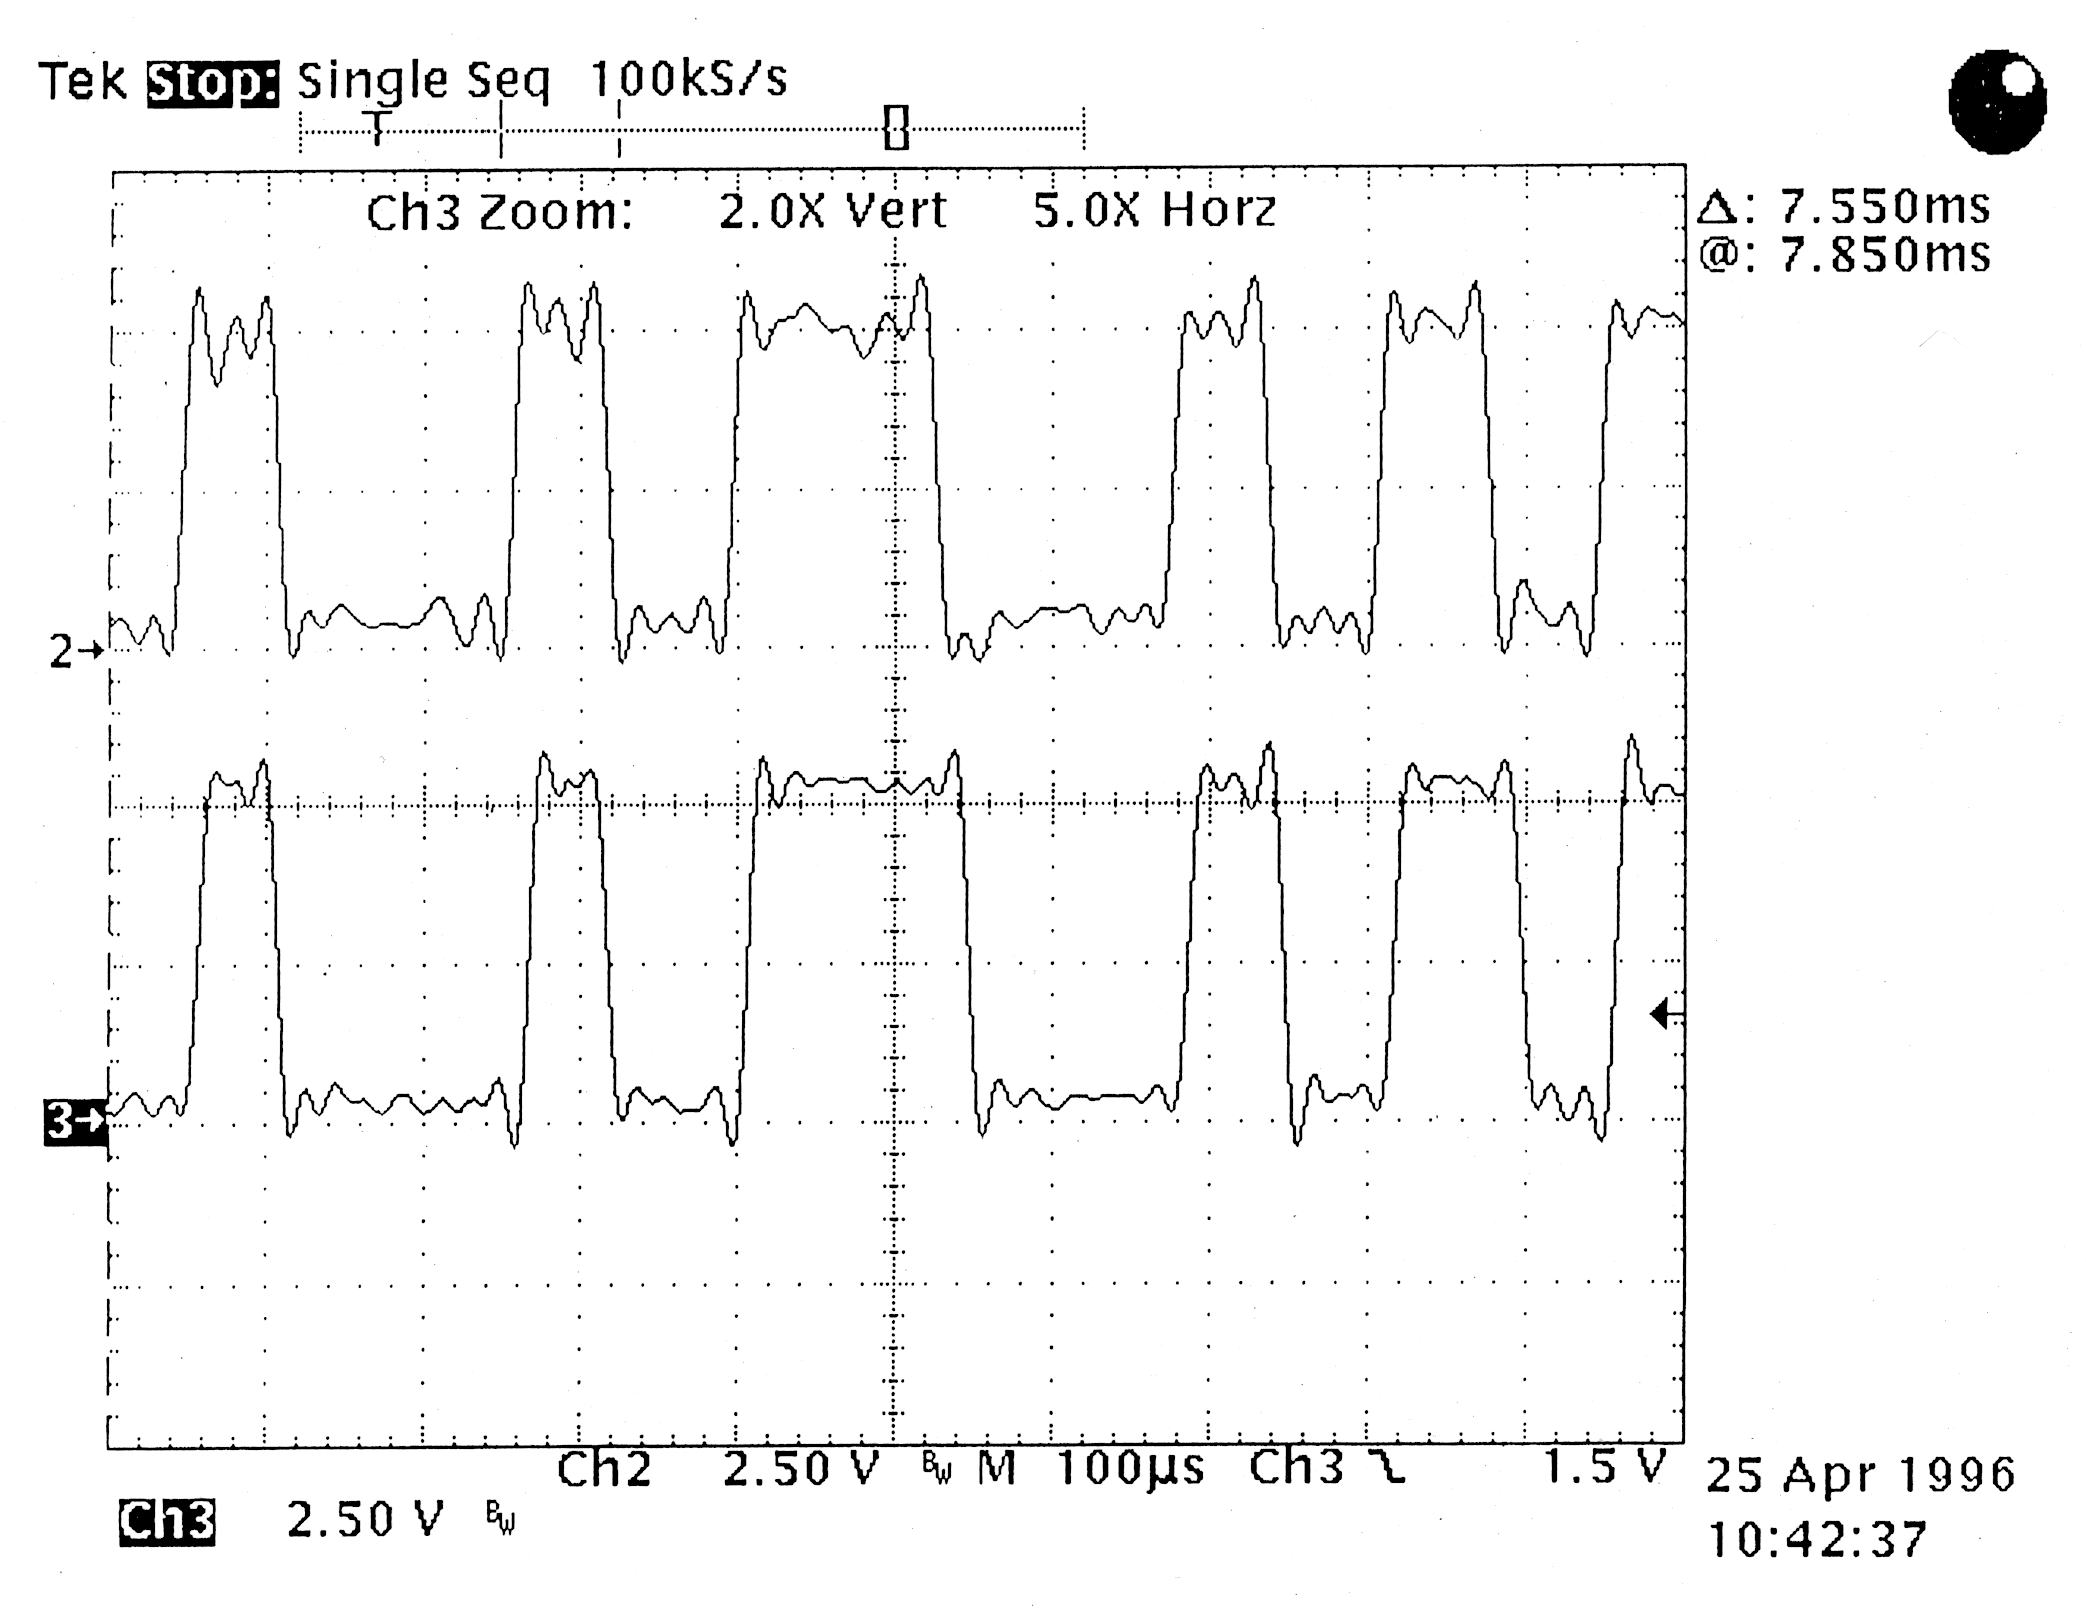 Tek Stop: Single Seq 100kS/s
T
Ch3 Zoom: 2.0X Vert 5.0X Horz
Δ: 7.550ms
@: 7.850ms
2→
3→
Ch2 2.50 V BW M 100μs Ch3 1.5 V
Ch3 2.50 V BW
25 Apr 1996
10:42:37